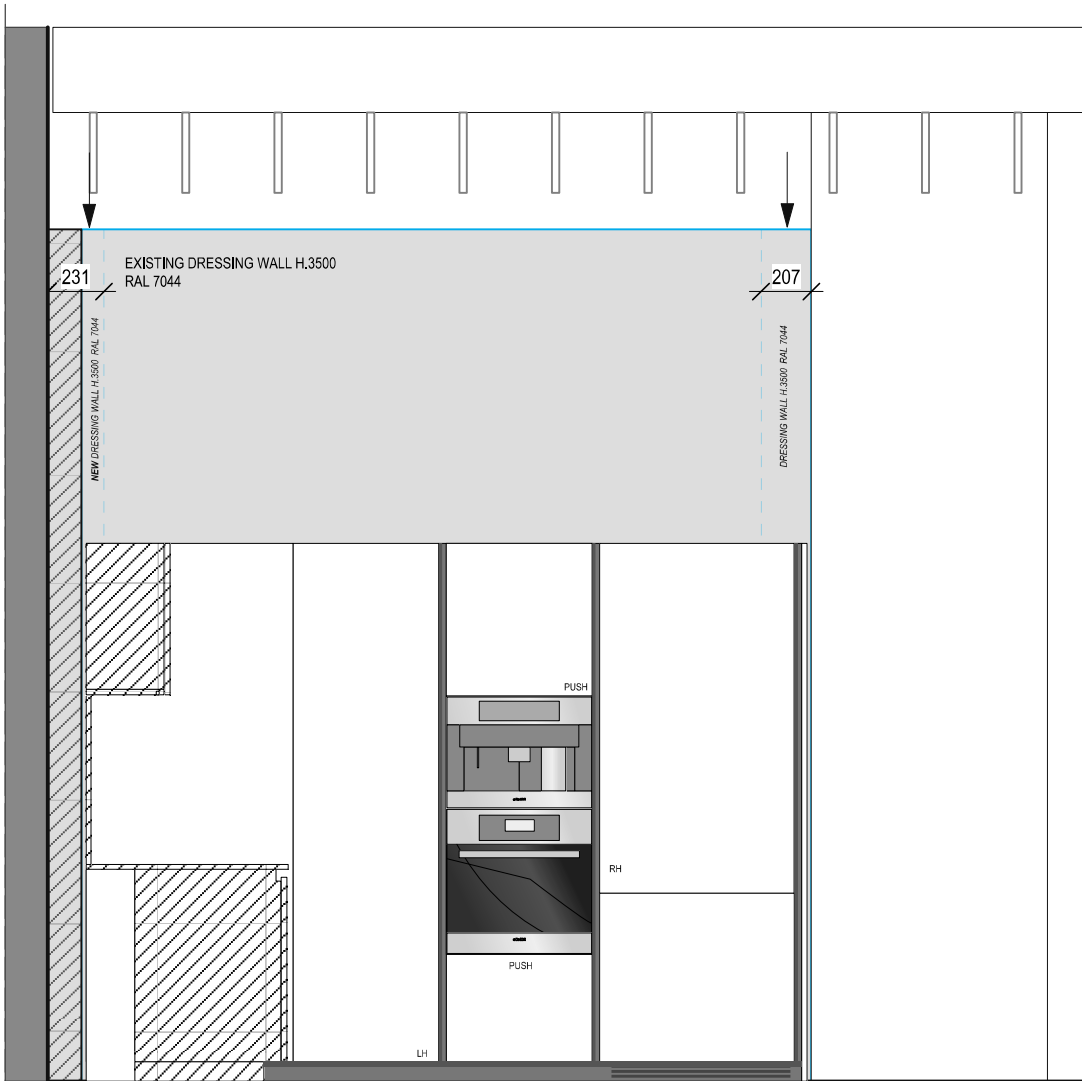 EXISTING DRESSING WALL H.3500
RAL 7044
231
207
NEW DRESSING WALL H.3500 RAL 7044
DRESSING WALL H.3500 RAL 7044
PUSH
RH
PUSH
LH